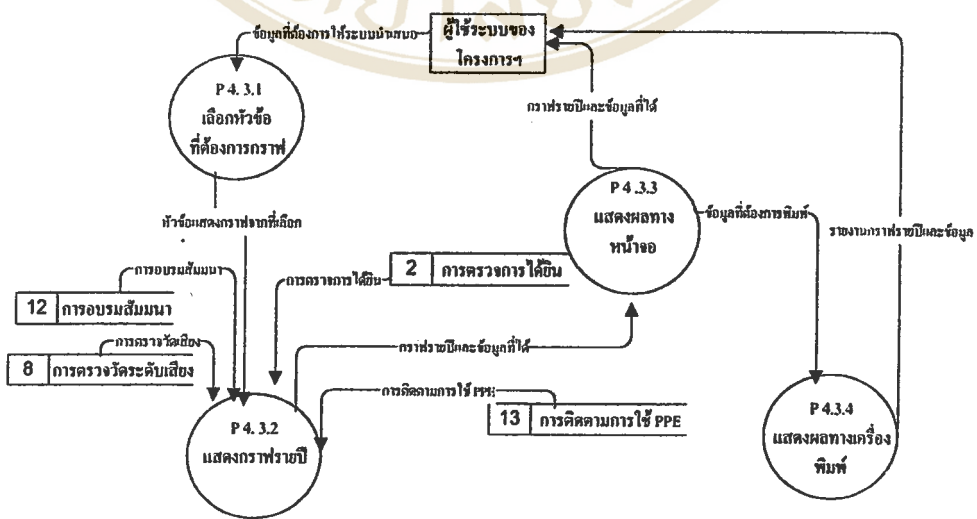 ข้อมูลที่ต้องการให้ระบบนำเสนอ
ผู้ใช้ระบบของ
โครงการฯ
P 4.3.1
เลือกหัวข้อ
ที่ต้องการกราฟ
กราฟรายปีและข้อมูลที่ได้
P 4.3.3
แสดงผลทาง
หน้าจอ
ข้อมูลที่ต้องการพิมพ์
รายงานกราฟรายปีและข้อมูล
หัวข้อแสดงกราฟจากที่เลือก
การอบรมสัมมนา
12 การอบรมสัมมนา
การตรวจการได้ยิน
2 การตรวจการได้ยิน
การตรวจวัดเสียง
8 การตรวจวัดระดับเสียง
กราฟรายปีและข้อมูลที่ได้
การติดตามการใช้ PPE
13 การติดตามการใช้ PPE
P 4.3.2
แสดงกราฟรายปี
P 4.3.4
แสดงผลทางเครื่อง
พิมพ์